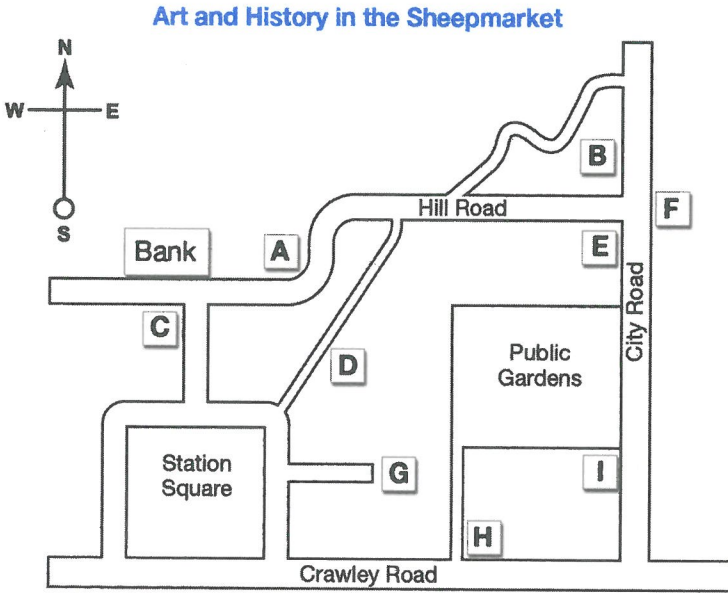 Art and History in the Sheepmarket
N
W E
S
B
F
Hill Road
A
E
Bank
C
City Road
D
Public
Gardens
Station
Square
G
I
H
Crawley Road